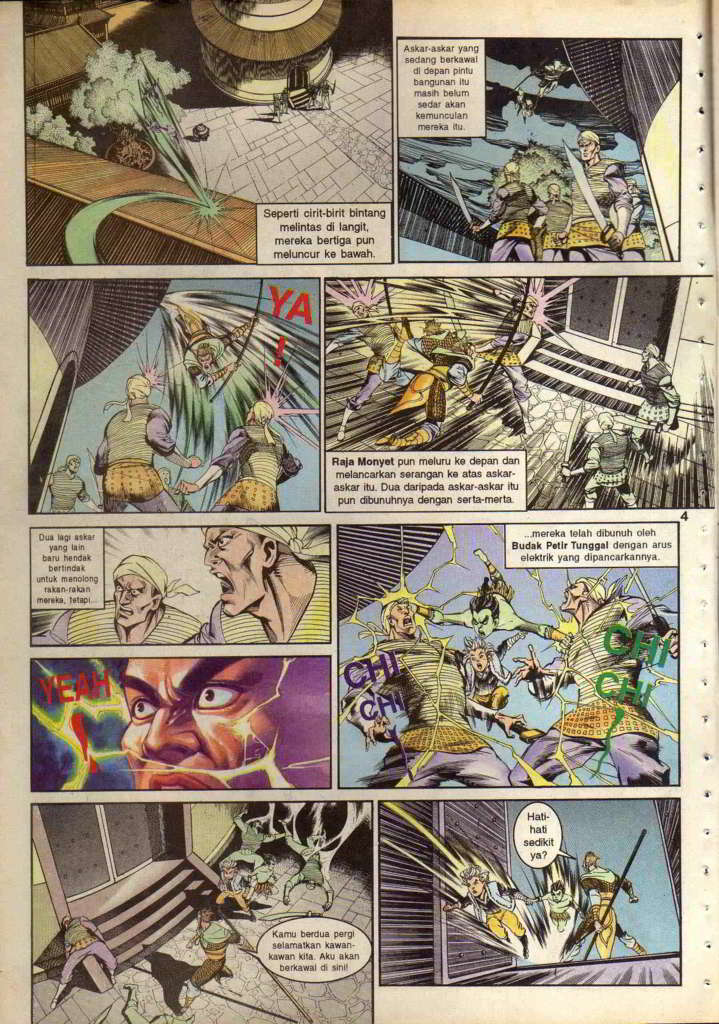 Seperti cirit-birit bintang
melintas di langit,
mereka bertiga pun
meluncur ke bawah.
Askar-askar yang
sedang berkawal
di depan pintu
bangunan itu
masih belum
sedar akan
kemunculan
mereka itu.
YA
!
Raja Monyet pun meluru ke depan dan
melancarkan serangan ke atas askar-
askar itu. Dua daripada askar-askar itu
pun dibunuhnya dengan serta-merta.
4
Dua lagi askar
yang lain
baru hendak
bertindak
untuk menolong
rakan-rakan
mereka, tetapi...
YEAH
!
...mereka telah dibunuh oleh
Budak Petir Tunggal dengan arus
elektrik yang dipancarkannya.
CHI
CHI
!
CHI
CHI
!
Kamu berdua pergi
selamatkan kawan-
kawan kita. Aku akan
berkawal di sini!
Hati-
hati
sedikit
ya?